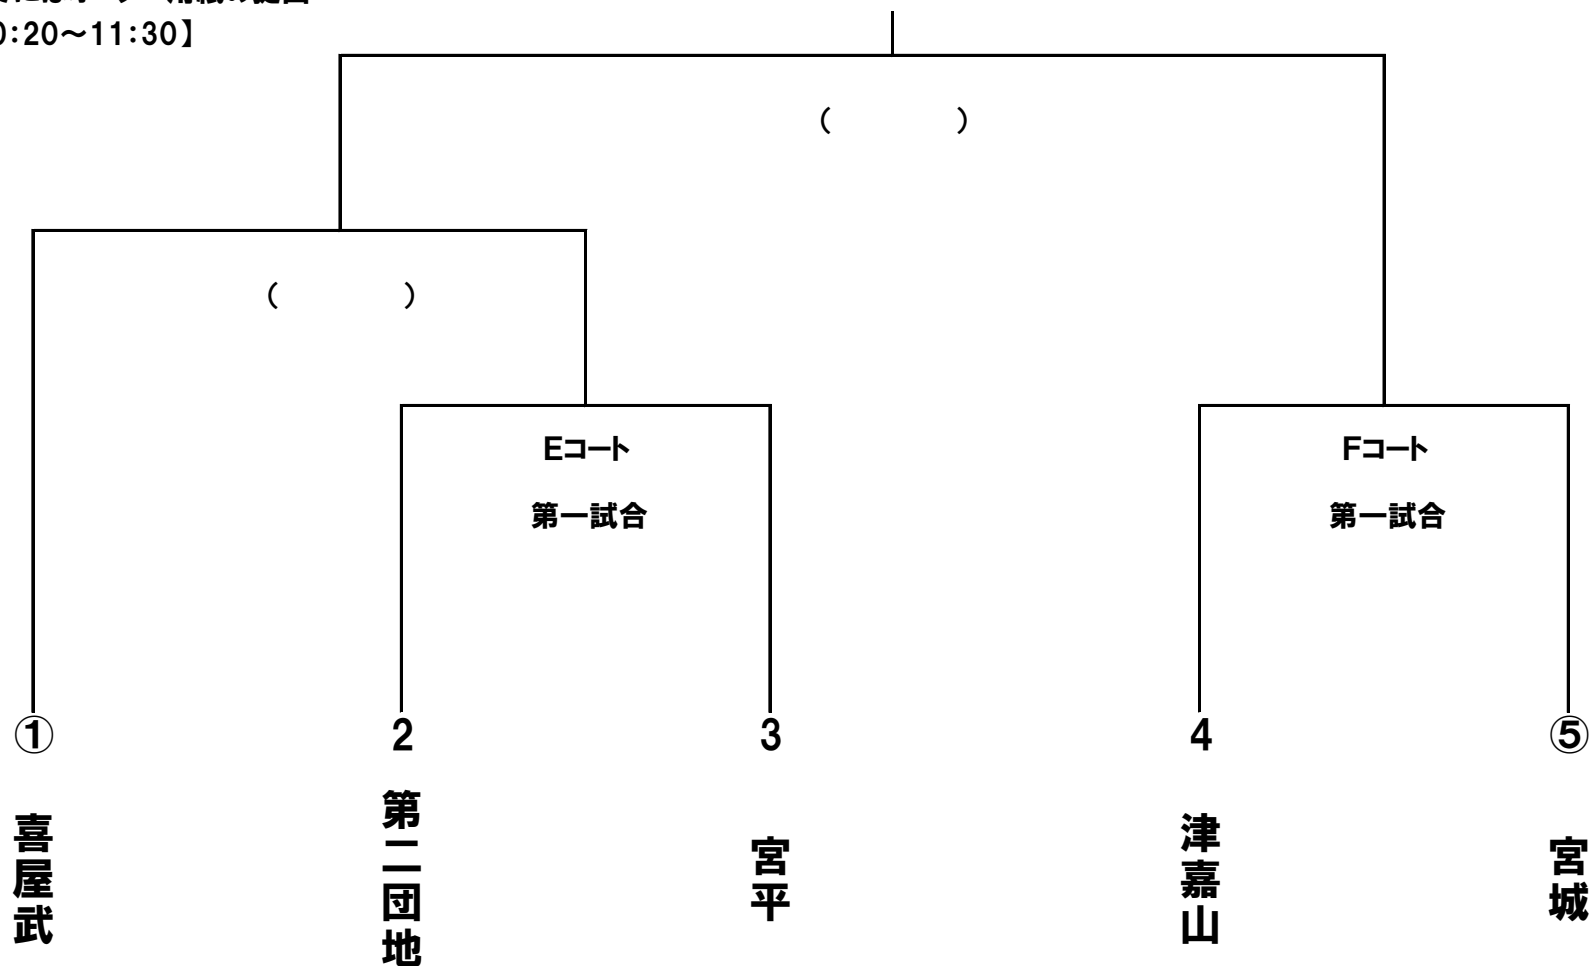 0:20～11:30】
(　　　　)
(　　　　)
Eコート
第一試合
Fコート
第一試合
①
2
3
4
⑤
喜屋武
第二団地
宮平
津嘉山
宮城